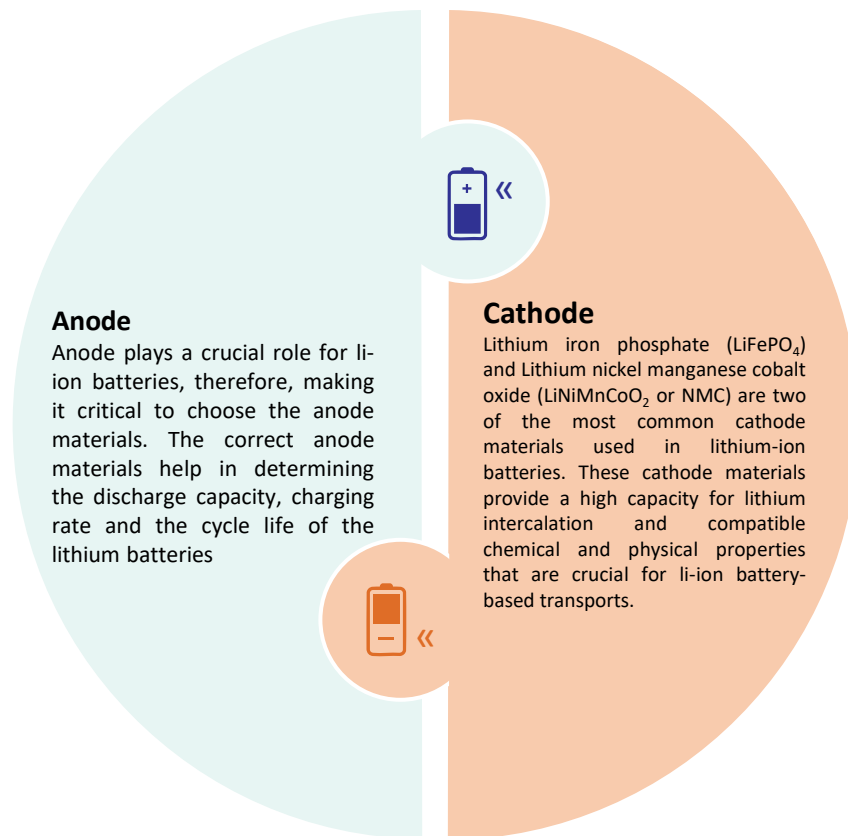 +
«
Anode
Anode plays a crucial role for li-
ion batteries, therefore, making
it critical to choose the anode
materials. The correct anode
materials help in determining
the discharge capacity, charging
rate and the cycle life of the
lithium batteries
−
«
Cathode
Lithium iron phosphate (LiFePO₄)
and Lithium nickel manganese cobalt
oxide (LiNiMnCoO₂ or NMC) are two
of the most common cathode
materials used in lithium-ion
batteries. These cathode materials
provide a high capacity for lithium
intercalation and compatible
chemical and physical properties
that are crucial for li-ion battery-
based transports.